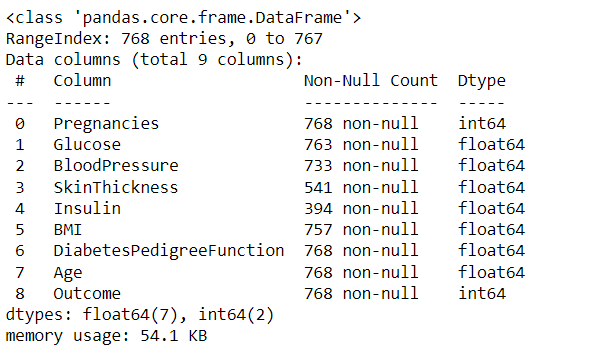 <class 'pandas.core.frame.DataFrame'>
RangeIndex: 768 entries, 0 to 767
Data columns (total 9 columns):
 #   Column                    Non-Null Count  Dtype
---  ------                    --------------  -----
 0   Pregnancies               768 non-null    int64
 1   Glucose                   763 non-null    float64
 2   BloodPressure             733 non-null    float64
 3   SkinThickness             541 non-null    float64
 4   Insulin                   394 non-null    float64
 5   BMI                       757 non-null    float64
 6   DiabetesPedigreeFunction  768 non-null    float64
 7   Age                       768 non-null    float64
 8   Outcome                   768 non-null    int64
dtypes: float64(7), int64(2)
memory usage: 54.1 KB